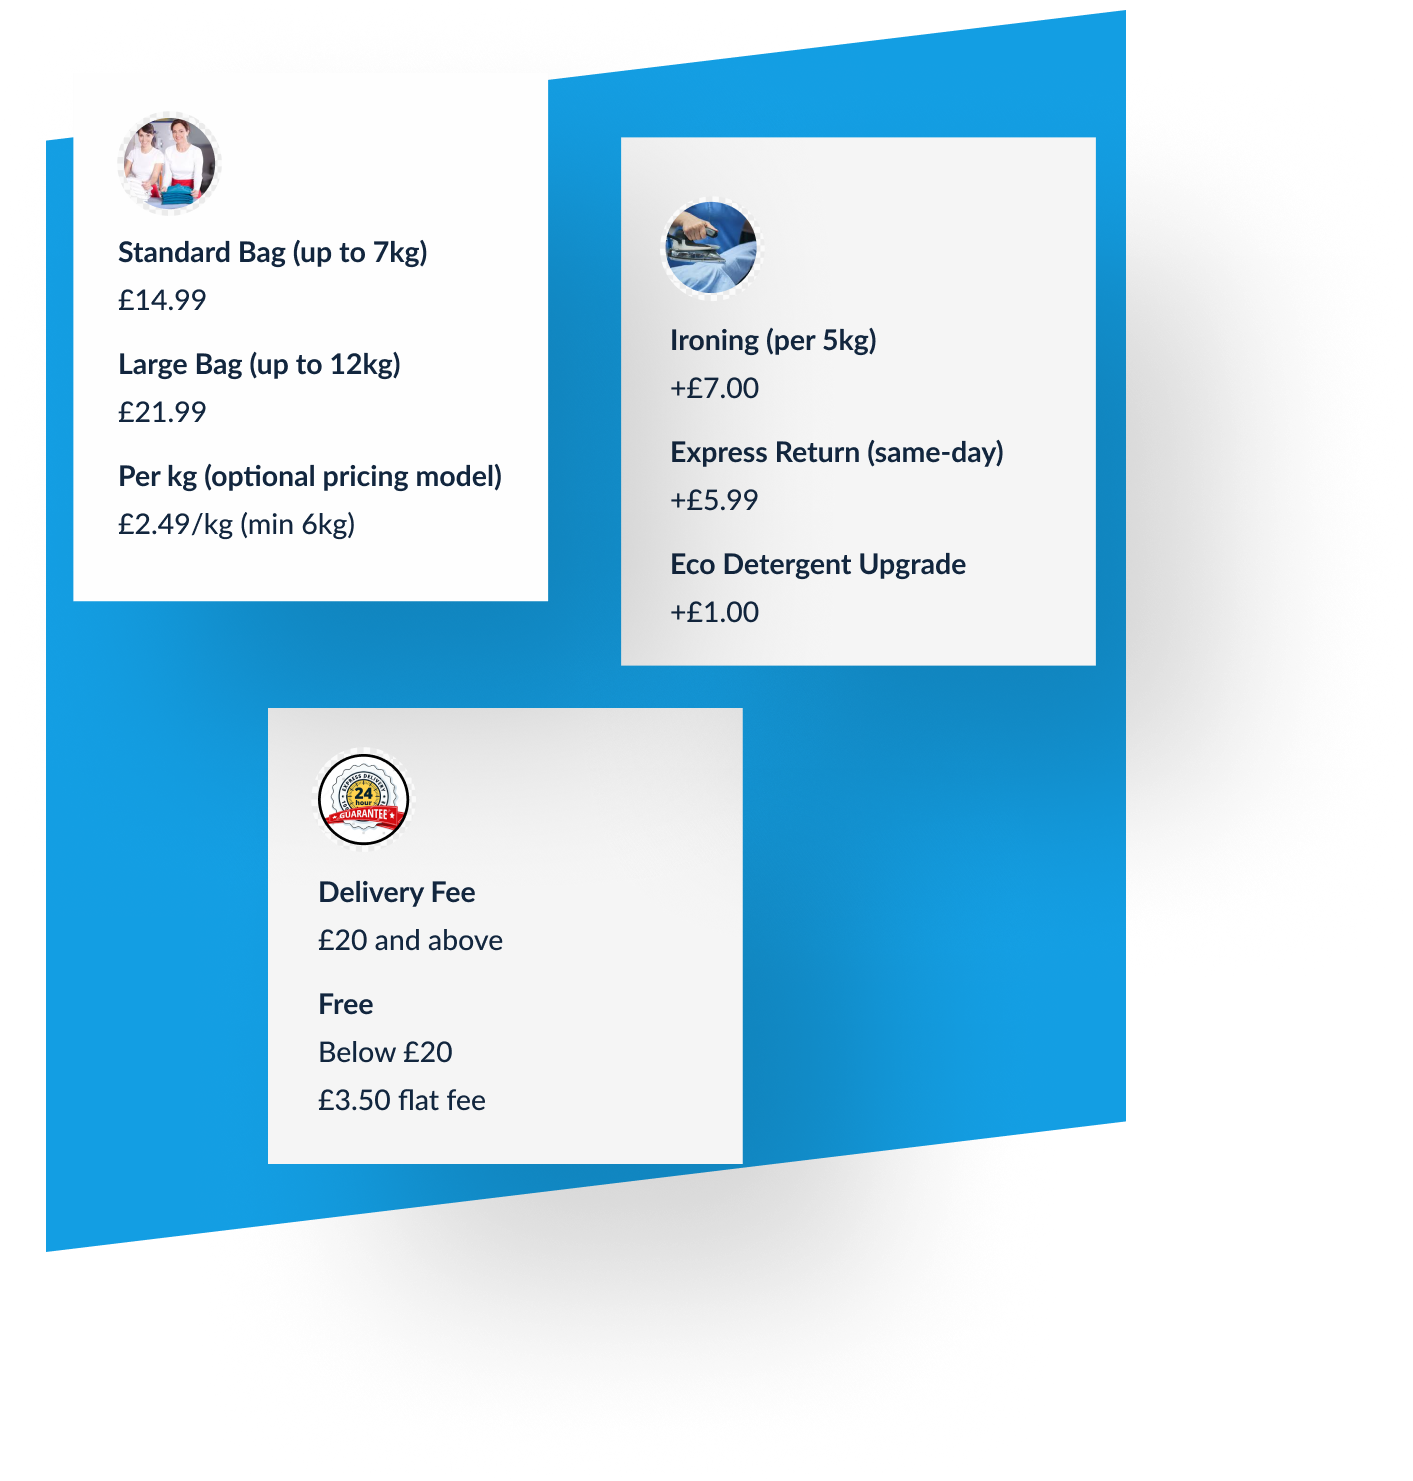 Standard Bag (up to 7kg)
£14.99
Large Bag (up to 12kg)
£21.99
Per kg (optional pricing model)
£2.49/kg (min 6kg)
Ironing (per 5kg)
+£7.00
Express Return (same-day)
+£5.99
Eco Detergent Upgrade
+£1.00
EXPRESS DELIVERY
24
hour
GUARANTEE
Delivery Fee
£20 and above
Free
Below £20
£3.50 flat fee